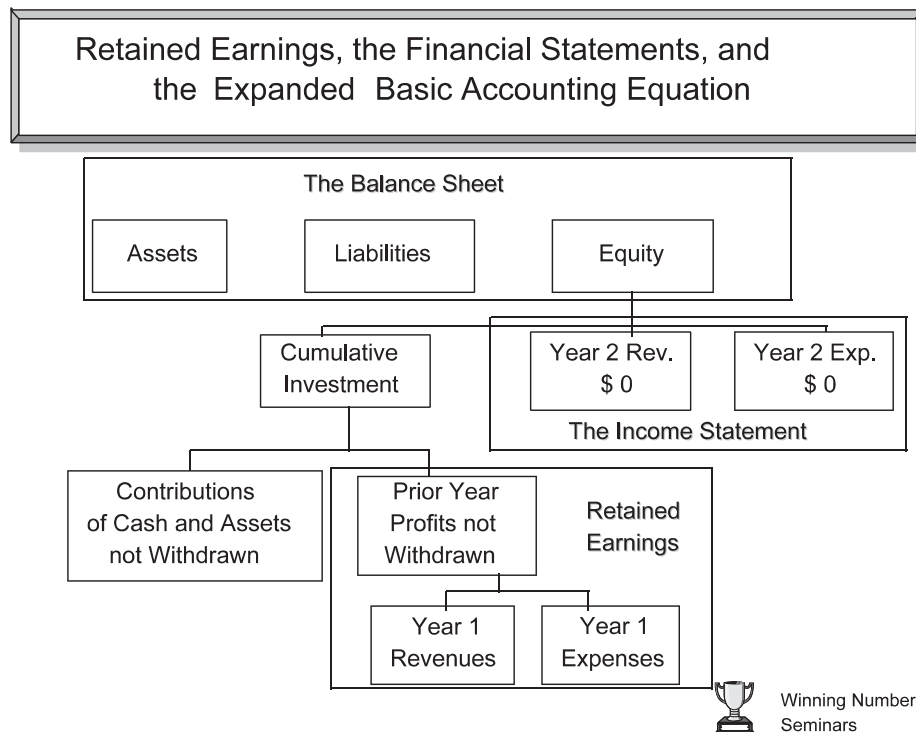 Retained Earnings, the Financial Statements, and
the Expanded Basic Accounting Equation
The Balance Sheet
Assets
Liabilities
Equity
Cumulative
Investment
Year 2 Rev.
$ 0
Year 2 Exp.
$ 0
The Income Statement
Contributions
of Cash and Assets
not Withdrawn
Prior Year
Profits not
Withdrawn
Retained
Earnings
Year 1
Revenues
Year 1
Expenses
Winning Number
Seminars